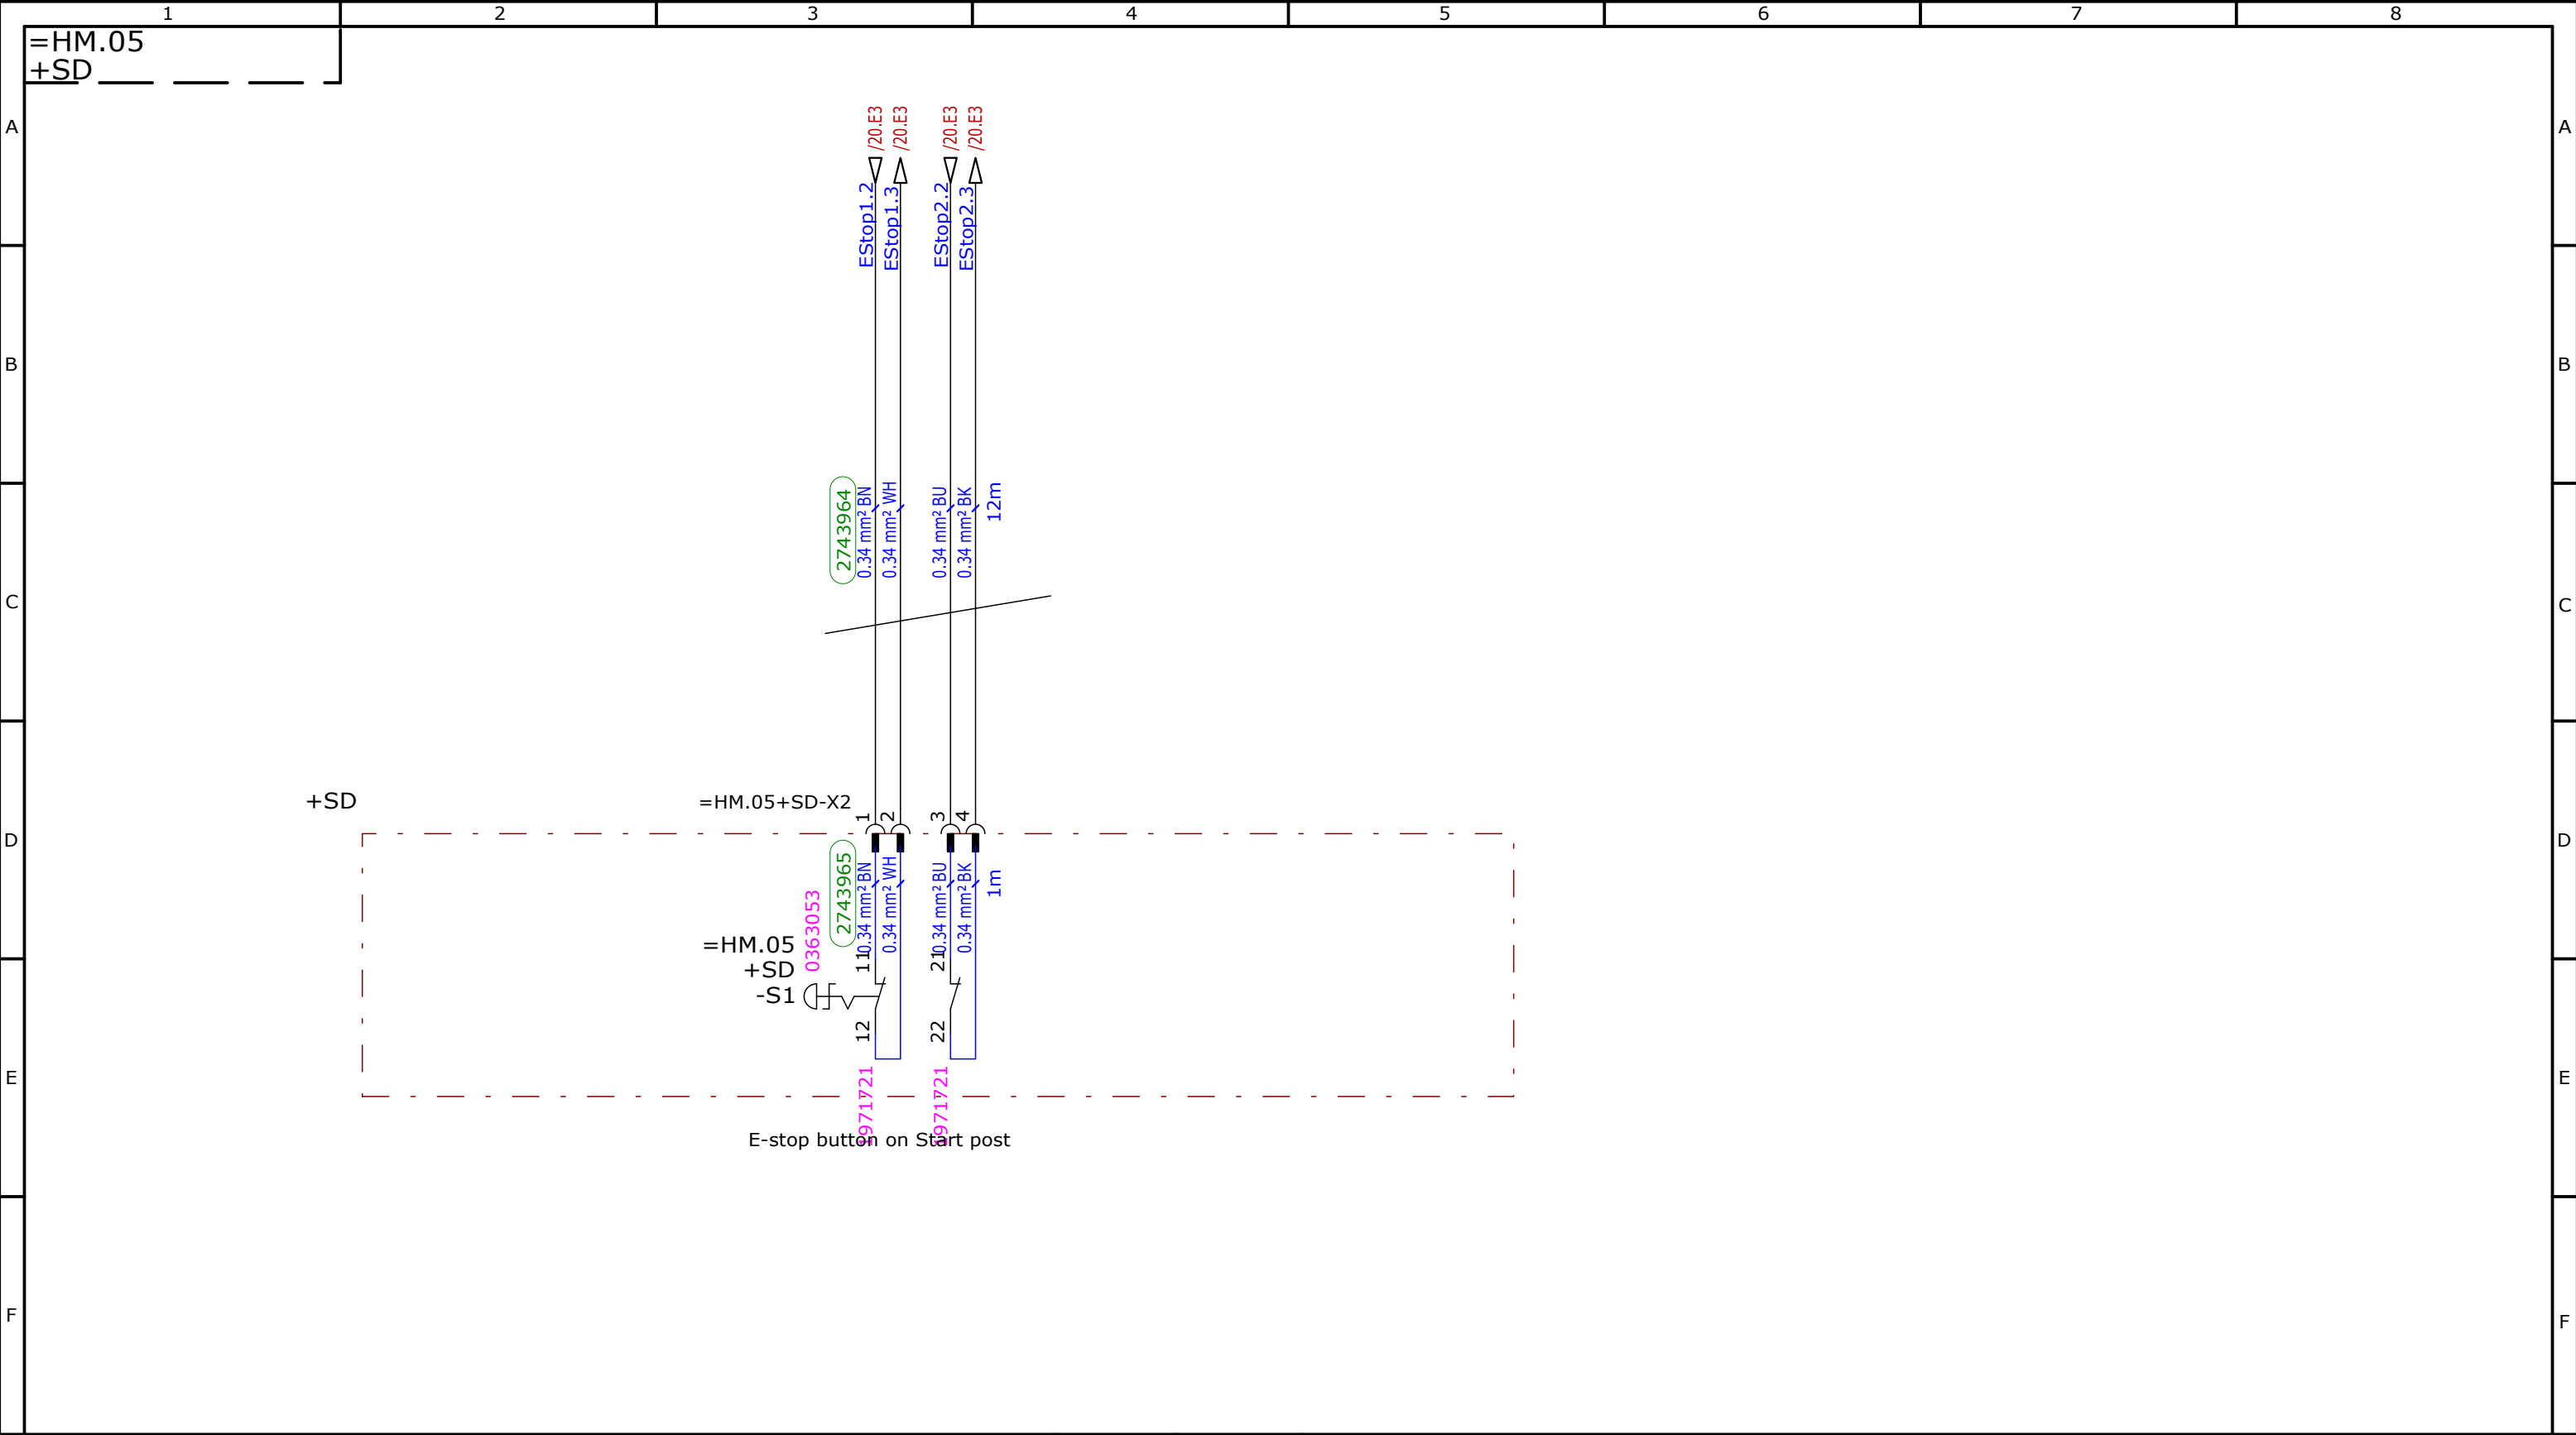 1 2 3 4 5 6 7 8
=HM.05
+SD
A A
/20.E3
/20.E3
/20.E3
/20.E3
EStop1.2
EStop1.3
EStop2.2
EStop2.3
B B
2743964
0.34 mm² BN
0.34 mm² WH
0.34 mm² BU
0.34 mm² BK
12m
C C
+SD
=HM.05+SD-X2
1
2
3
4
D D
0363053
2743965
0.34 mm² BN
0.34 mm² WH
0.34 mm² BU
0.34 mm² BK
1m
=HM.05
+SD
-S1
11
21
12
22
E E
1971721
1971721
E-stop button on Start post
F F